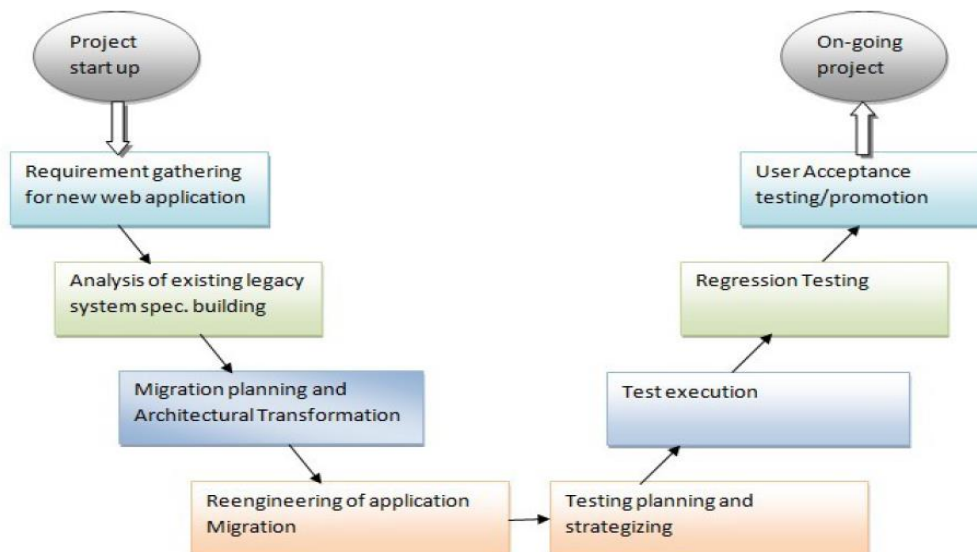 Project
start up
Requirement gathering
for new web application
Analysis of existing legacy
system spec. building
Migration planning and
Architectural Transformation
Reengineering of application
Migration
Testing planning and
strategizing
Test execution
Regression Testing
User Acceptance
testing/promotion
On-going
project